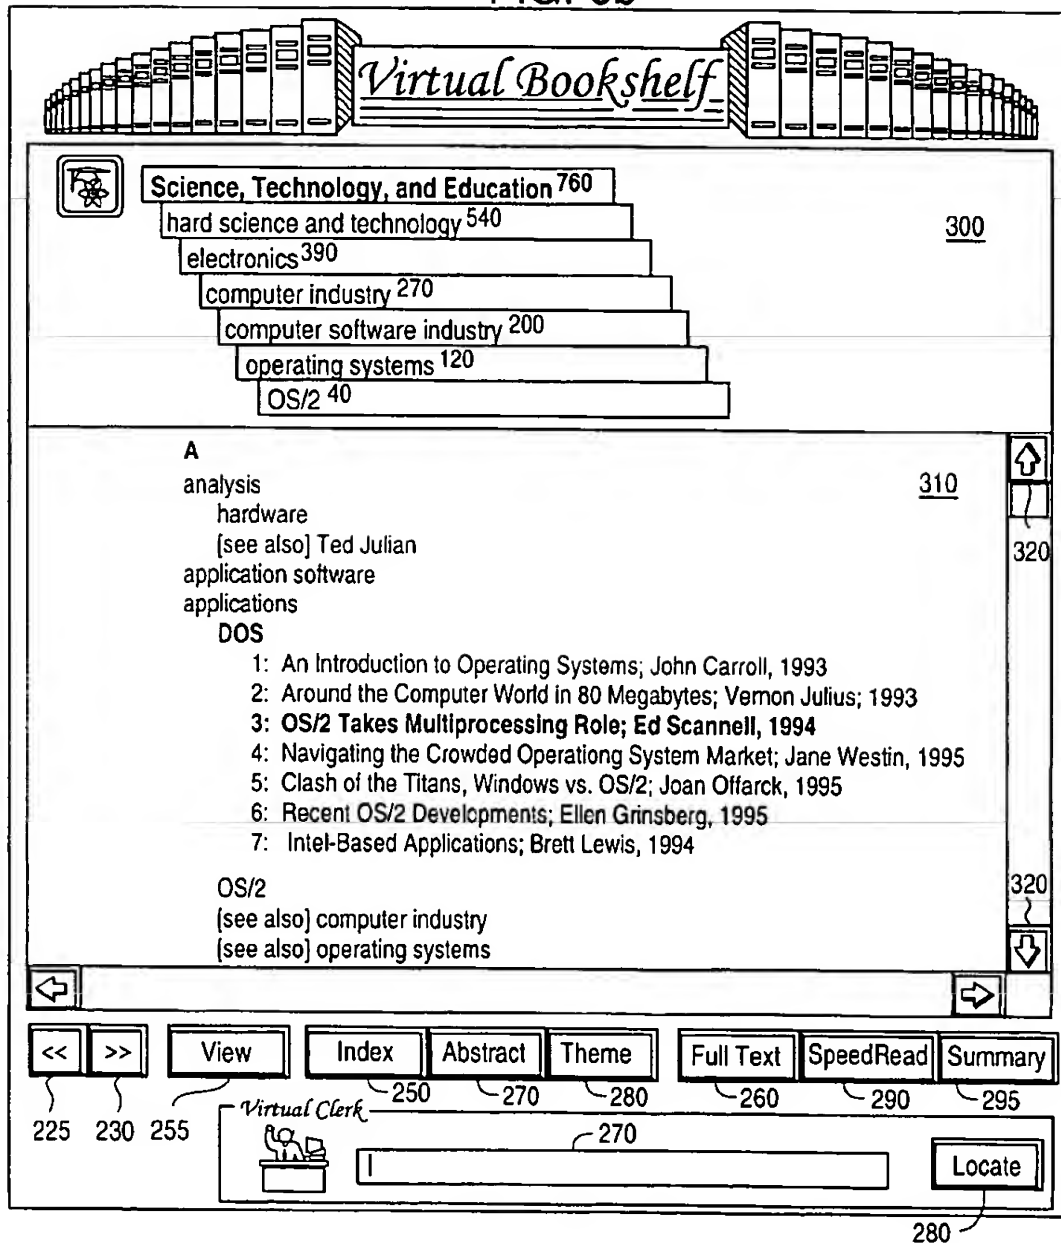 Virtual Bookshelf
Science, Technology, and Education 760
hard science and technology 540
300
electronics 390
computer industry 270
computer software industry 200
operating systems 120
OS/2 40
A
analysis
310
hardware
[see also] Ted Julian
320
application software
applications
DOS
1: An Introduction to Operating Systems; John Carroll, 1993
2: Around the Computer World in 80 Megabytes; Vernon Julius; 1993
3: OS/2 Takes Multiprocessing Role; Ed Scannell, 1994
4: Navigating the Crowded Operationg System Market; Jane Westin, 1995
5: Clash of the Titans, Windows vs. OS/2; Joan Offarck, 1995
6: Recent OS/2 Developments; Ellen Grinsberg, 1995
7: Intel-Based Applications; Brett Lewis, 1994
OS/2
320
[see also] computer industry
[see also] operating systems
<< >> View Index Abstract Theme Full Text SpeedRead Summary
225 230 255 250 270 280 260 290 295
Virtual Clerk
270
Locate
280